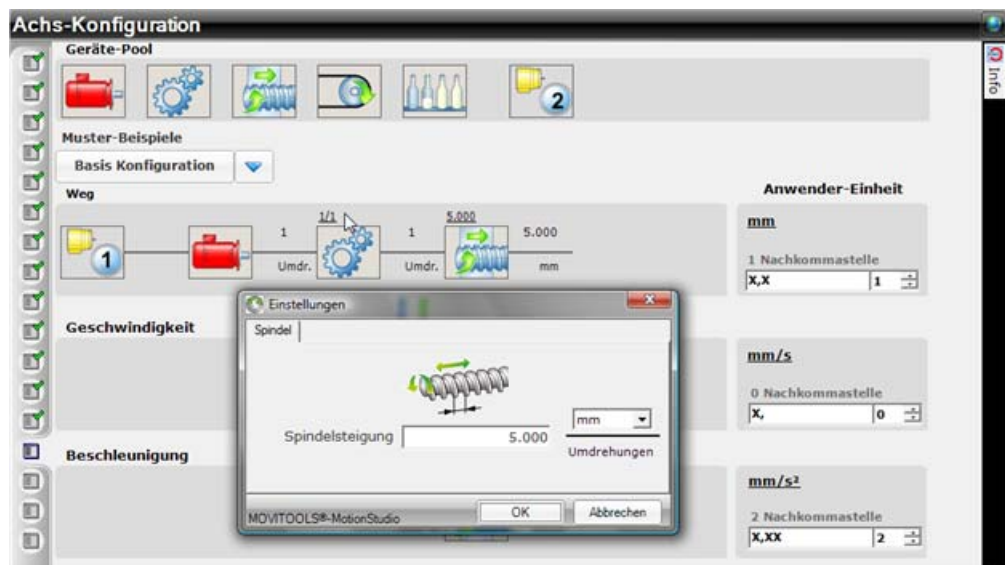 Achs-Konfiguration
Info
Geräte-Pool
2
Muster-Beispiele
Basis Konfiguration
Weg
Anwender-Einheit
1
1/1
1
5.000
5.000
1
Umdr.
Umdr.
mm
mm
1 Nachkommastelle
X,X 1
Einstellungen
Spindel
Spindelsteigung 5.000
mm
Umdrehungen
MOVITOOLS®-MotionStudio
OK
Abbrechen
Geschwindigkeit
mm/s
0 Nachkommastelle
X, 0
Beschleunigung
mm/s²
2 Nachkommastelle
X,XX 2